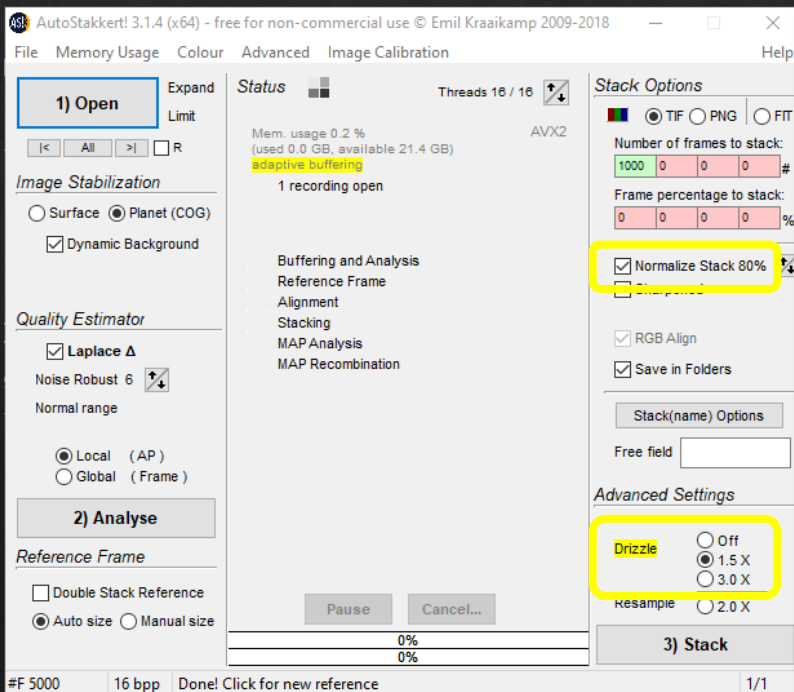 AS! AutoStakkert! 3.1.4 (x64) - free for non-commercial use © Emil Kraaikamp 2009-2018
File Memory Usage Colour Advanced Image Calibration Help
1) Open
Expand
Limit
|< All >| R
Image Stabilization
Surface Planet (COG)
Dynamic Background
Quality Estimator
Laplace Δ
Noise Robust 6
Normal range
Local (AP)
Global (Frame)
2) Analyse
Reference Frame
Double Stack Reference
Auto size Manual size
Status
Threads 16 / 16
Mem. usage 0.2 %
AVX2
(used 0.0 GB, available 21.4 GB)
adaptive buffering
1 recording open
Buffering and Analysis
Reference Frame
Alignment
Stacking
MAP Analysis
MAP Recombination
Pause Cancel...
0%
0%
Stack Options
TIF PNG FIT
Number of frames to stack:
1000 0 0 0 #
Frame percentage to stack:
0 0 0 0 %
Normalize Stack 80%
Sharpened
RGB Align
Save in Folders
Stack(name) Options
Free field
Advanced Settings
Drizzle
Off
1.5 X
3.0 X
Resample 2.0 X
3) Stack
#F 5000 16 bpp Done! Click for new reference 1/1